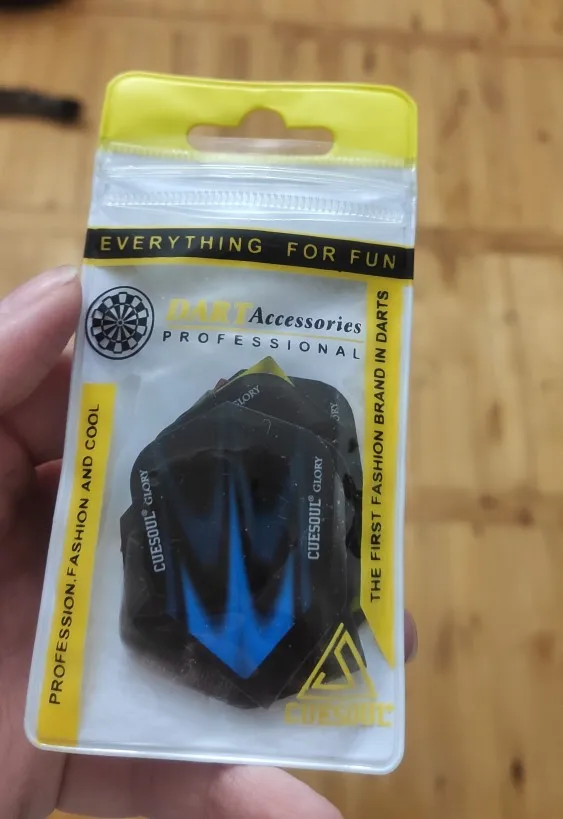 EVERYTHING FOR FUN
DART Accessories
PROFESSIONAL
PROFESSION,FASHION AND COOL
THE FIRST FASHION BRAND IN DARTS
GLORY
CUESOUL® GLORY
CUESOUL® GLORY
CUESOUL